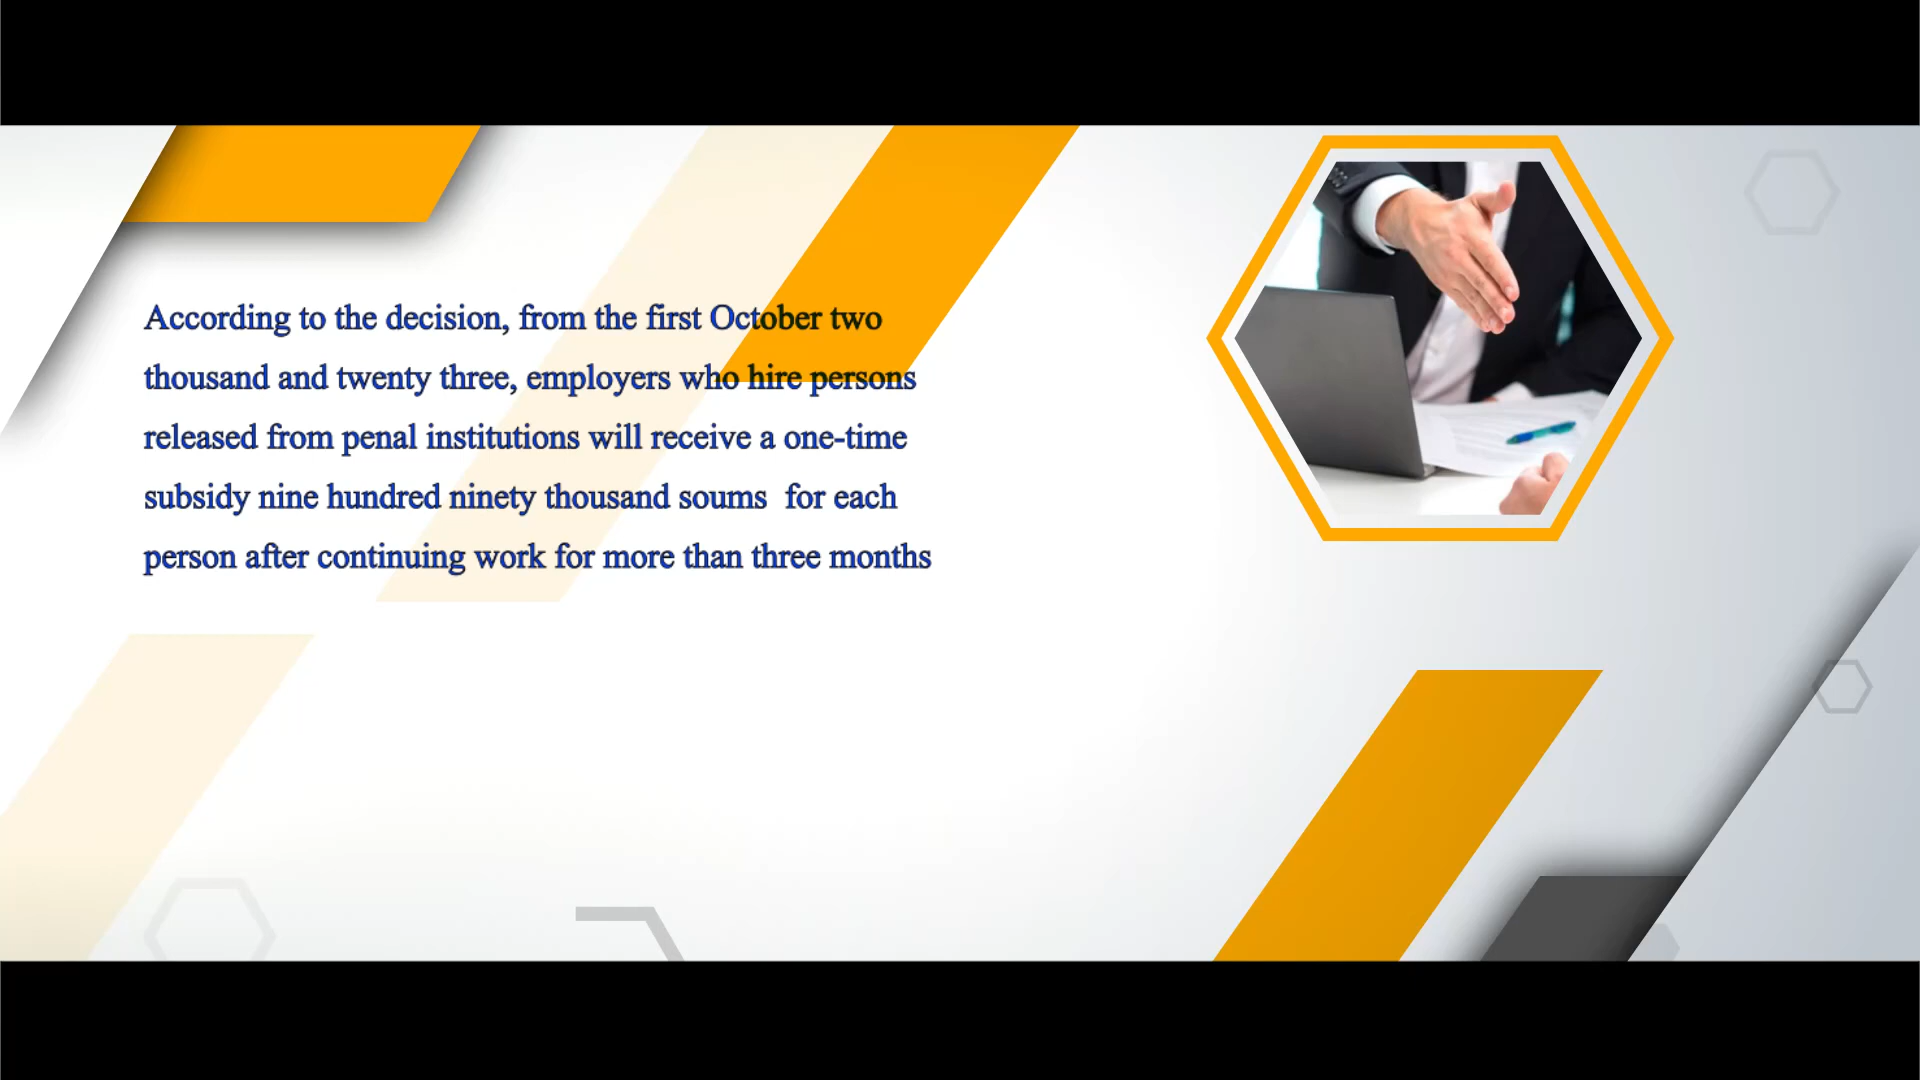 According to the decision, from the first October two
thousand and twenty three, employers who hire persons
released from penal institutions will receive a one-time
subsidy nine hundred ninety thousand soums  for each
person after continuing work for more than three months